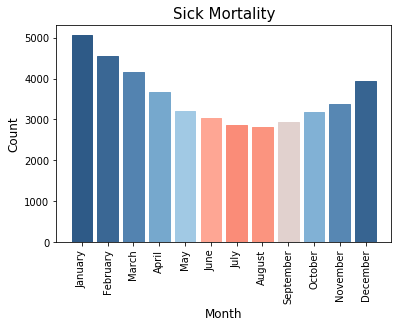 Sick Mortality
Count
5000
4000
3000
2000
1000
0
January
February
March
April
May
June
July
August
September
October
November
December
Month